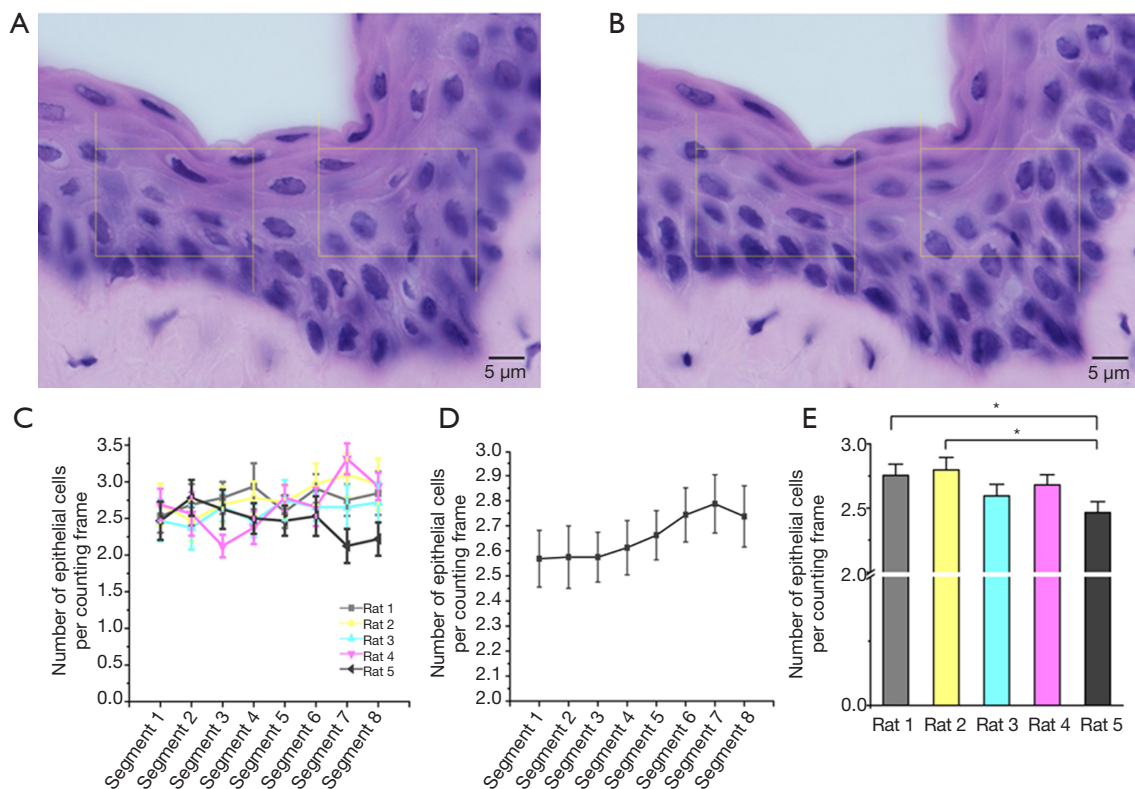 A
B
5 μm
5 μm
C
Number of epithelial cells
per counting frame
3.5
3.0
2.5
2.0
1.5
1.0
0.5
0.0
Rat 1
Rat 2
Rat 3
Rat 4
Rat 5
Segment 1
Segment 2
Segment 3
Segment 4
Segment 5
Segment 6
Segment 7
Segment 8
D
Number of epithelial cells
per counting frame
3.0
2.9
2.8
2.7
2.6
2.5
2.4
2.3
2.2
2.1
2.0
Segment 1
Segment 2
Segment 3
Segment 4
Segment 5
Segment 6
Segment 7
Segment 8
E
Number of epithelial cells
per counting frame
*
*
3.0
2.5
2.0
2.0
0.0
Rat 1 Rat 2 Rat 3 Rat 4 Rat 5